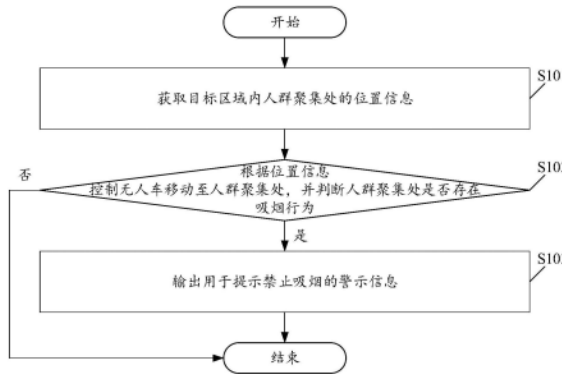 开始
S10
获取目标区域内人群聚集处的位置信息
否
根据位置信息
S10
控制无人车移动至人群聚集处，并判断人群聚集处是否存在
吸烟行为
是
S10
输出用于提示禁止吸烟的警示信息
结束